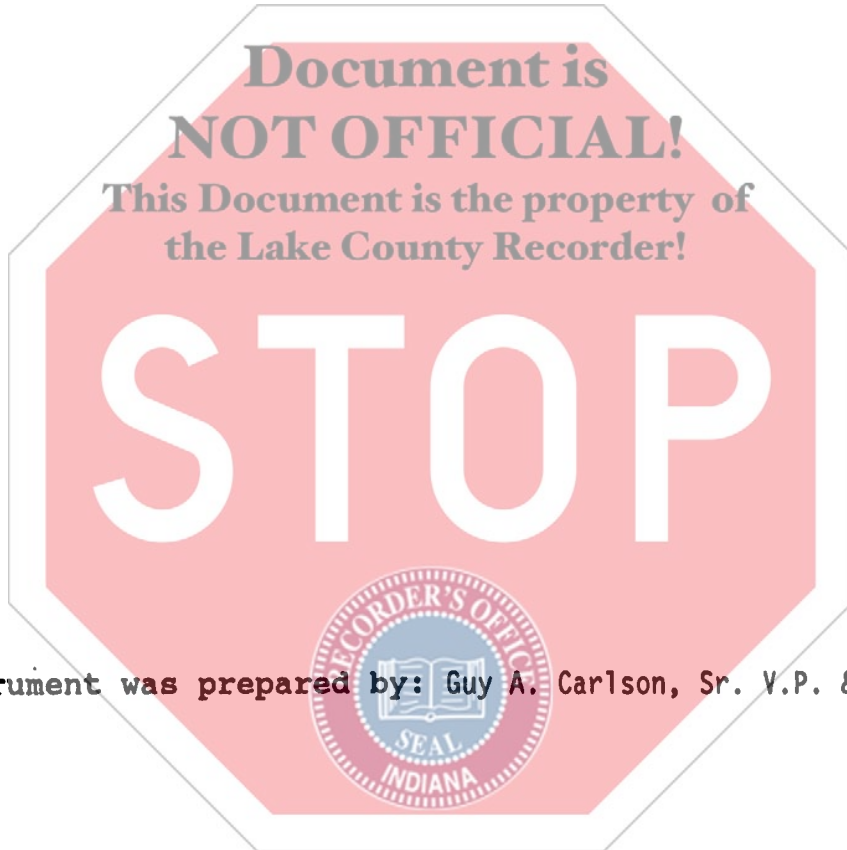 Document is
NOT OFFICIAL!
This Document is the property of
the Lake County Recorder!
STOP
RECORDER'S OFFICE
rument was prepared by: Guy A. Carlson, Sr. V.P. &
SEAL
INDIANA